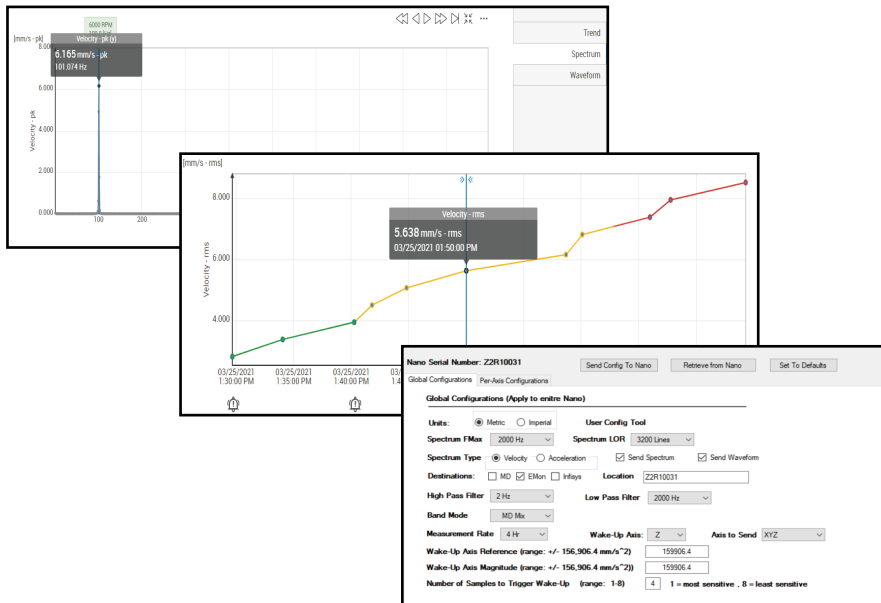 6000 RPM
[mm/s - pk]
Velocity - pk (y)
6.165 mm/s - pk
101.074 Hz
8.000
6.000
4.000
2.000
0.000
Velocity - pk
100
200
Trend
Spectrum
Waveform
[mm/s - rms]
8.000
6.000
4.000
Velocity - rms
Velocity - rms
5.638 mm/s - rms
03/25/2021 01:50:00 PM
03/25/2021 03/25/2021 03/25/2021
1:30:00 PM 1:35:00 PM 1:40:00 PM
Nano Serial Number: Z2R10031
Send Config To Nano Retrieve from Nano Set To Defaults
Global Configurations Per-Axis Configurations
Global Configurations (Apply to enitre Nano)
Units: Metric Imperial User Config Tool
Spectrum FMax 2000 Hz Spectrum LOR 3200 Lines
Spectrum Type Velocity Acceleration Send Spectrum Send Waveform
Destinations: MD EMon Infisys Location Z2R10031
High Pass Filter 2 Hz Low Pass Filter 2000 Hz
Band Mode MD Mix
Measurement Rate 4 Hr Wake-Up Axis: Z Axis to Send XYZ
Wake-Up Axis Reference (range: +/- 156,906.4 mm/s^2) 159906.4
Wake-Up Axis Magnitude (range: +/- 156,906.4 mm/s^2)) 159906.4
Number of Samples to Trigger Wake-Up (range: 1-8) 4 1 = most sensitive , 8 = least sensitive